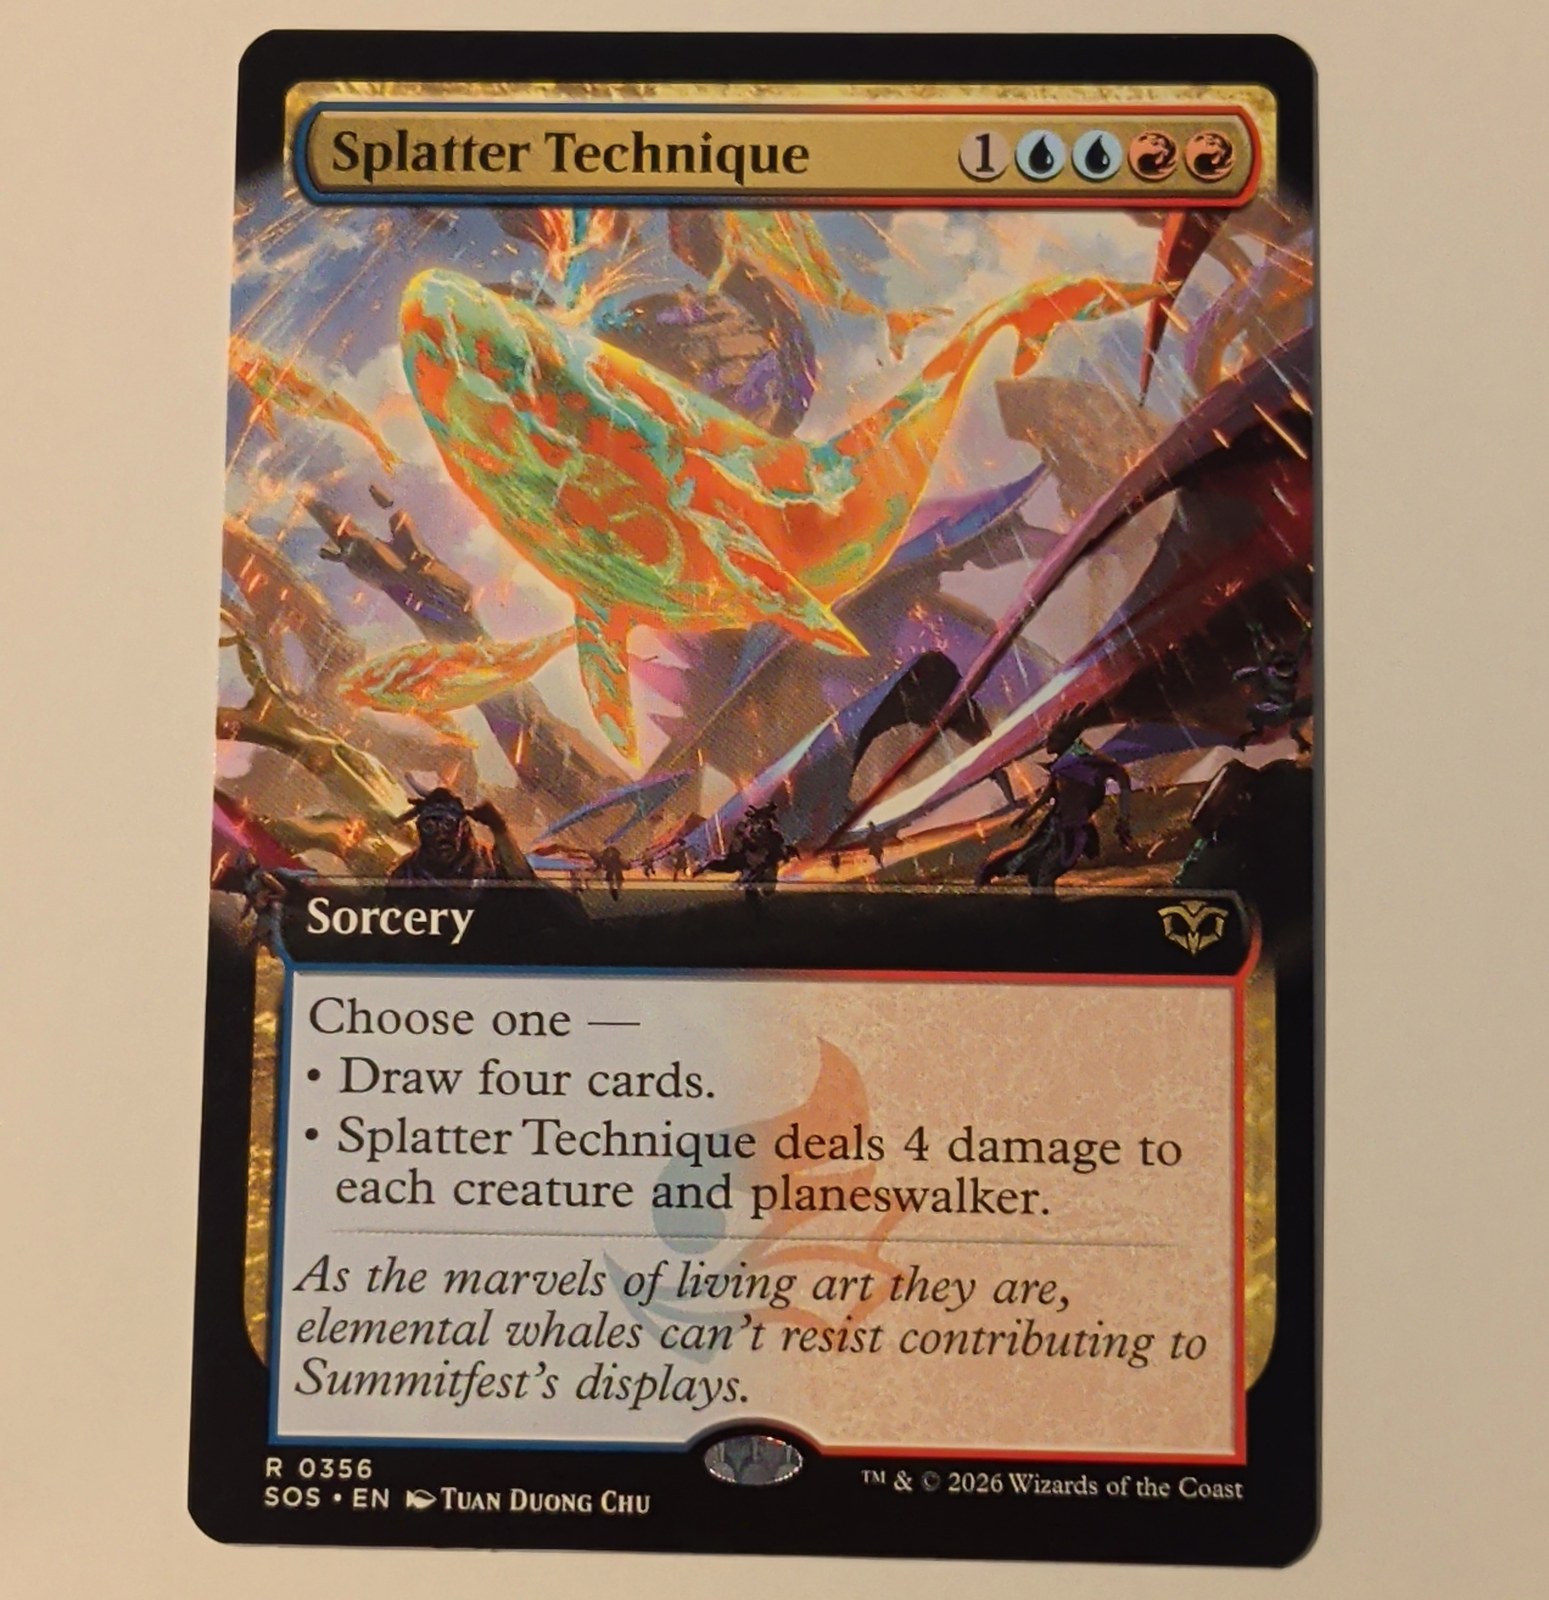 Splatter Technique 1
Sorcery
Choose one —
• Draw four cards.
• Splatter Technique deals 4 damage to
each creature and planeswalker.
As the marvels of living art they are,
elemental whales can't resist contributing to
Summitfest's displays.
R 0356
SOS • EN Tuan Duong Chu
™ & © 2026 Wizards of the Coast